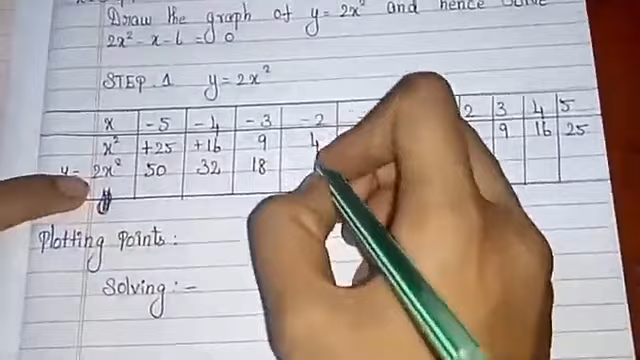 Draw the graph of y = 2x² and hence solve
2x² - x - 6 = 0
STEP 1 y = 2x²
x -5 -4 -3 -2 2 3 4 5
x² +25 +16 9 4 9 16 25
y = 2x² 50 32 18
Plotting Points :
Solving :-